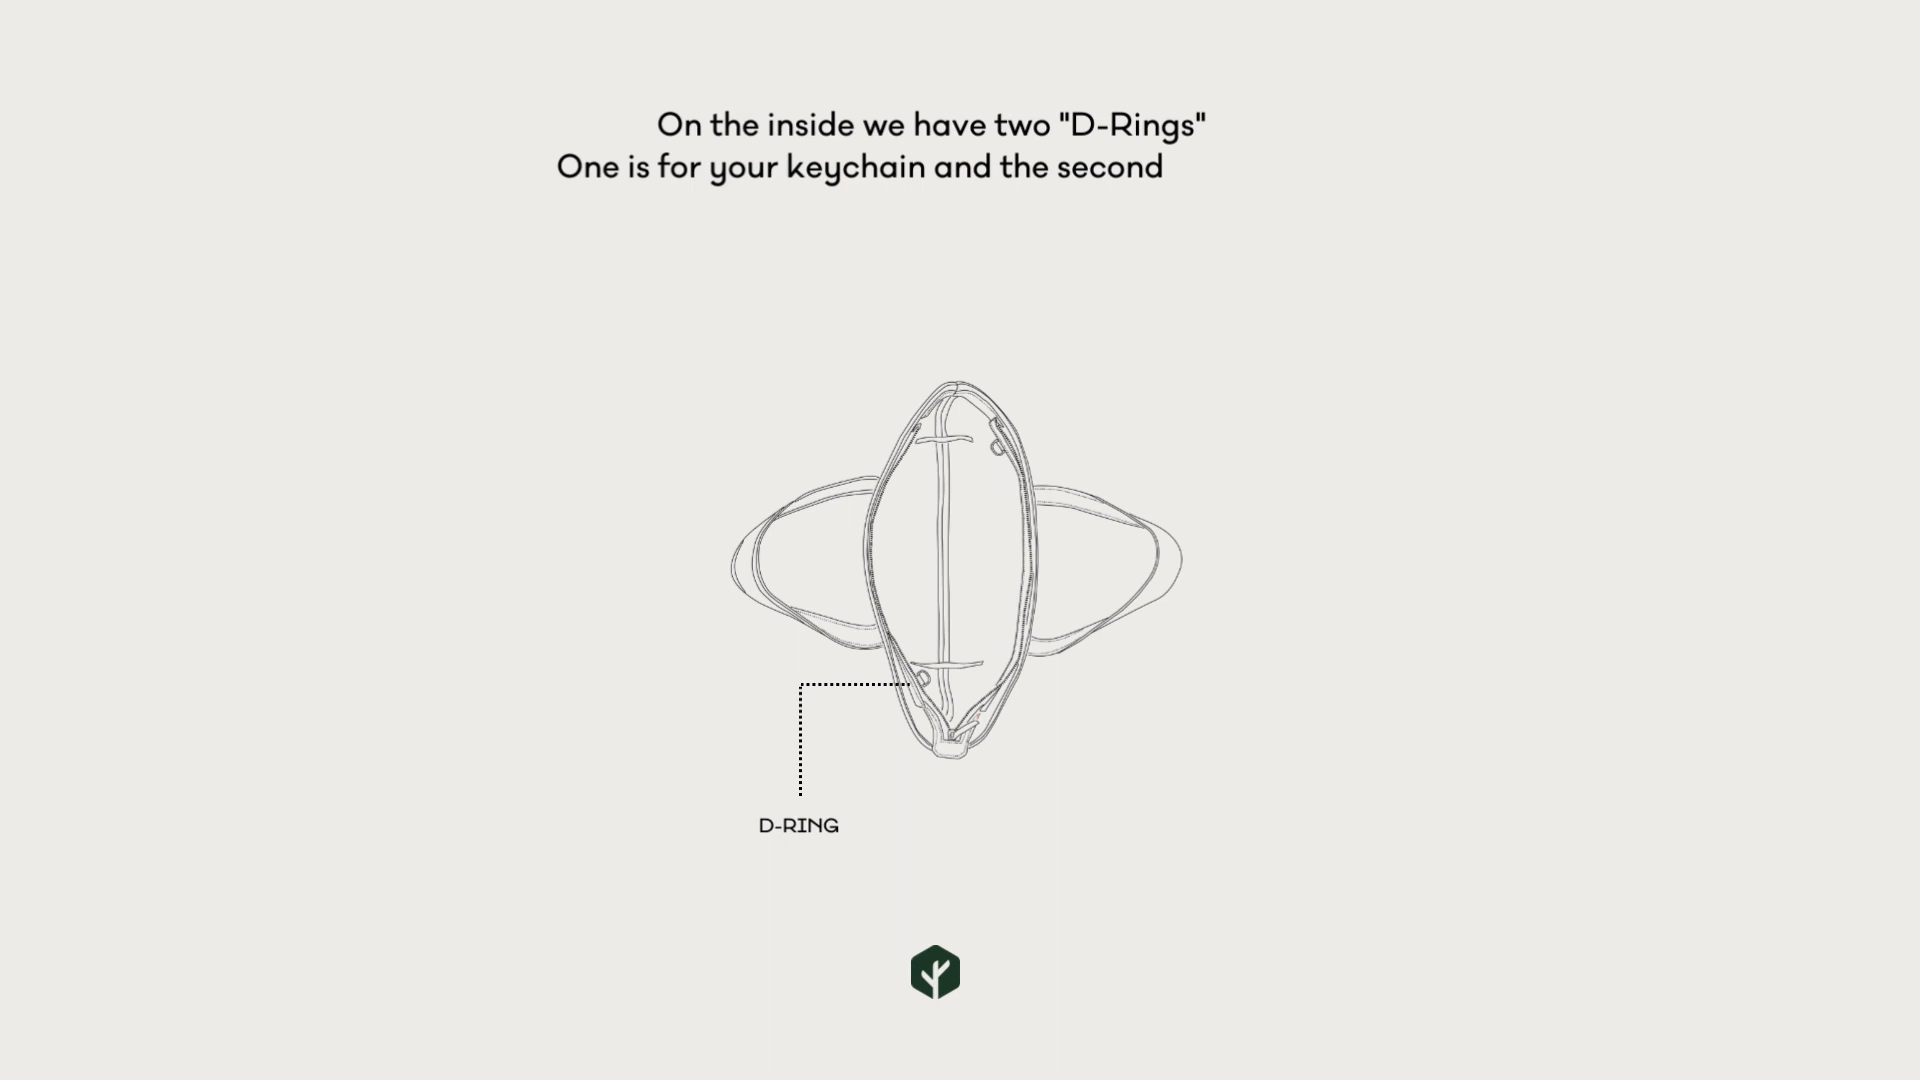 On the inside we have two "D-Rings"
One is for your keychain and the second
D-RING